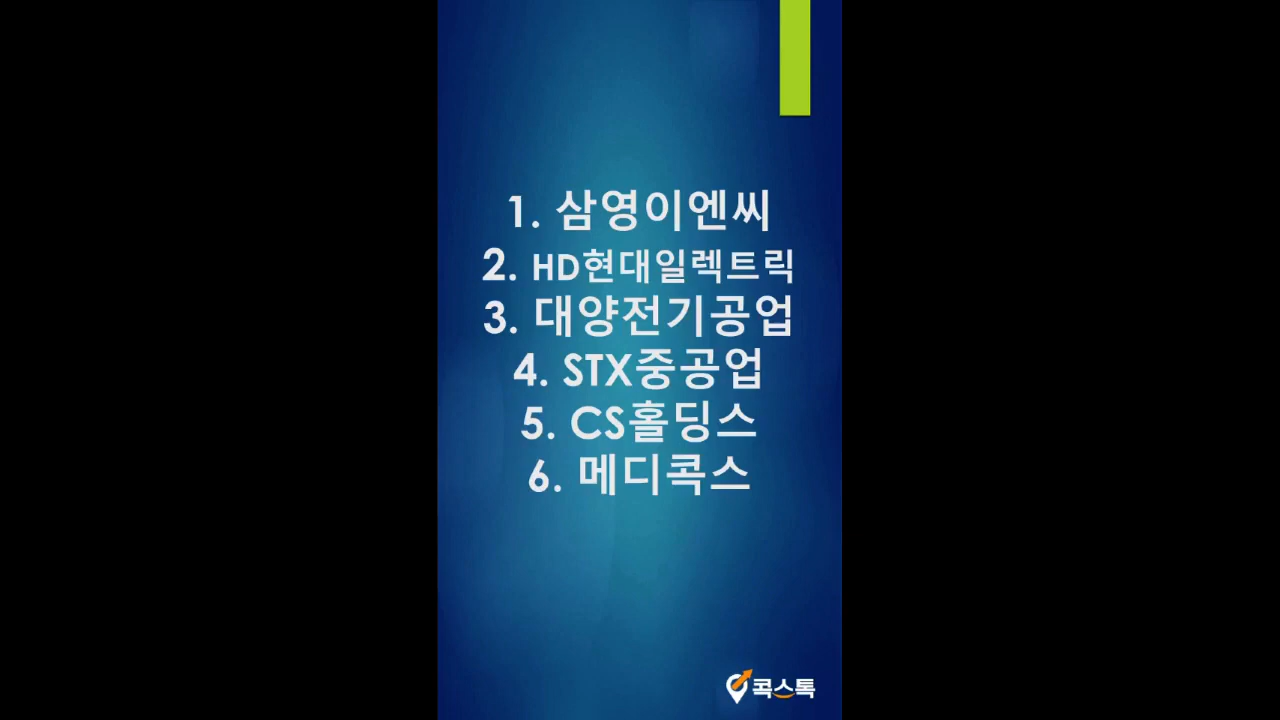 1. 삼영이엔씨
2. HD현대일렉트릭
3. 대양전기공업
4. STX중공업
5. CS홀딩스
6. 메디콕스
콕스톡